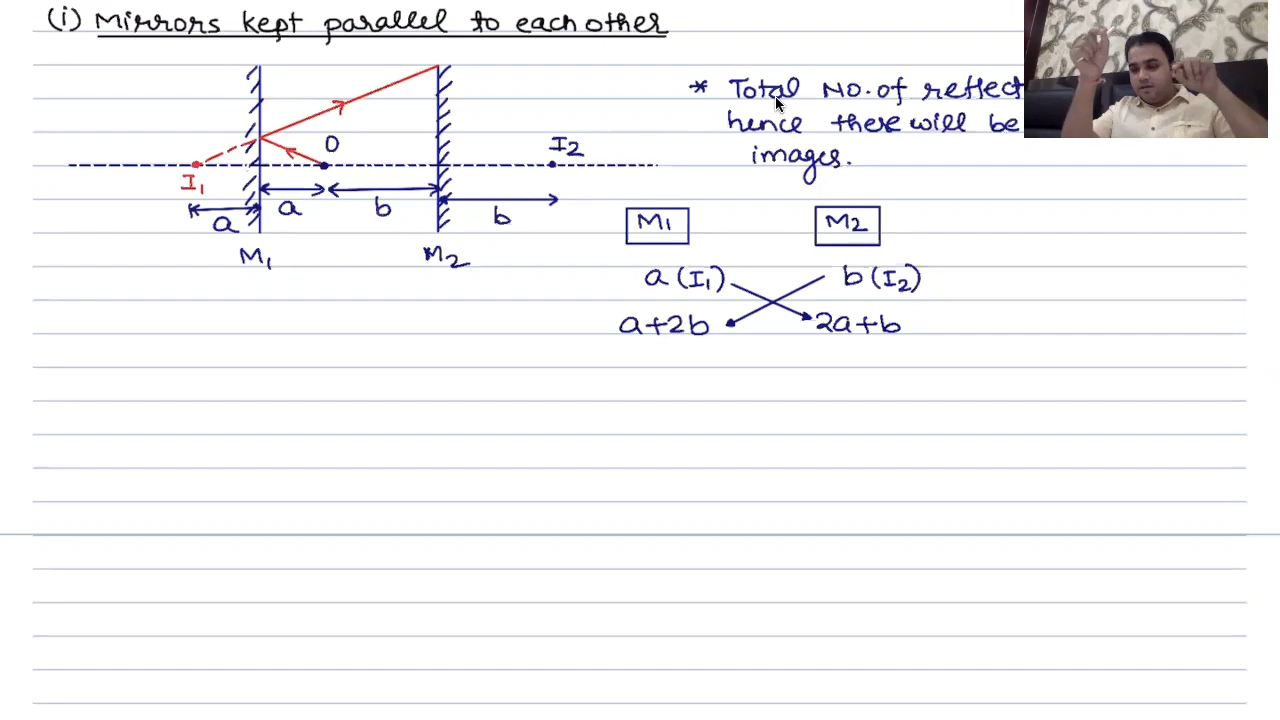 (i) Mirrors kept parallel to each other
* Total No. of reflect
hence there will be
images.
O
I2
I1
a
b
a
b
M1
M2
M1
M2
a (I1)
b (I2)
a+2b
2a+b